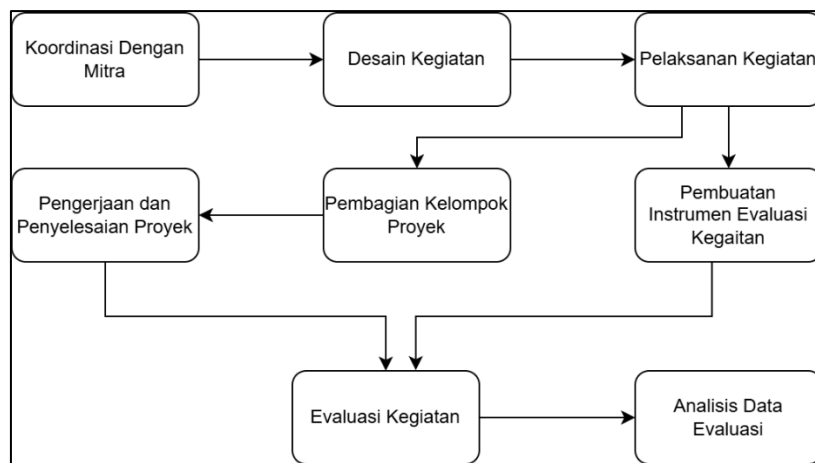 Koordinasi Dengan
Mitra
Desain Kegiatan
Pelaksanan Kegiatan
Pengerjaan dan
Penyelesaian Proyek
Pembagian Kelompok
Proyek
Pembuatan
Instrumen Evaluasi
Kegaitan
Evaluasi Kegiatan
Analisis Data
Evaluasi